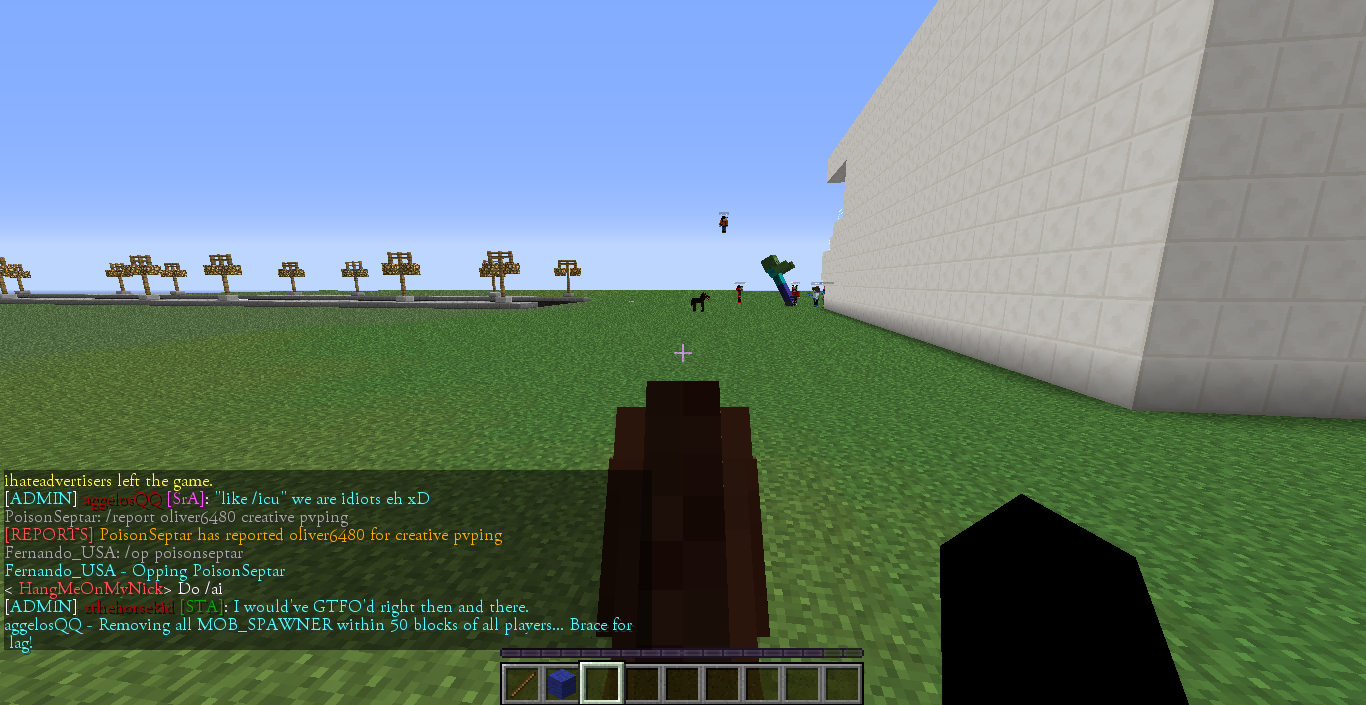 ihateadvertisers left the game.
[ADMIN] aggelosQQ [SrA]: "like /icu" we are idiots eh xD
PoisonSeptar: /report oliver6480 creative pvping
[REPORTS] PoisonSeptar has reported oliver6480 for creative pvping
Fernando_USA: /op poisonseptar
Fernando_USA - Opping PoisonSeptar
< HangMeOnMyNick> Do /ai
[ADMIN] [STA]: I would've GTFO'd right then and there.
aggelosQQ - Removing all MOB_SPAWNER within 50 blocks of all players... Brace for
lag!